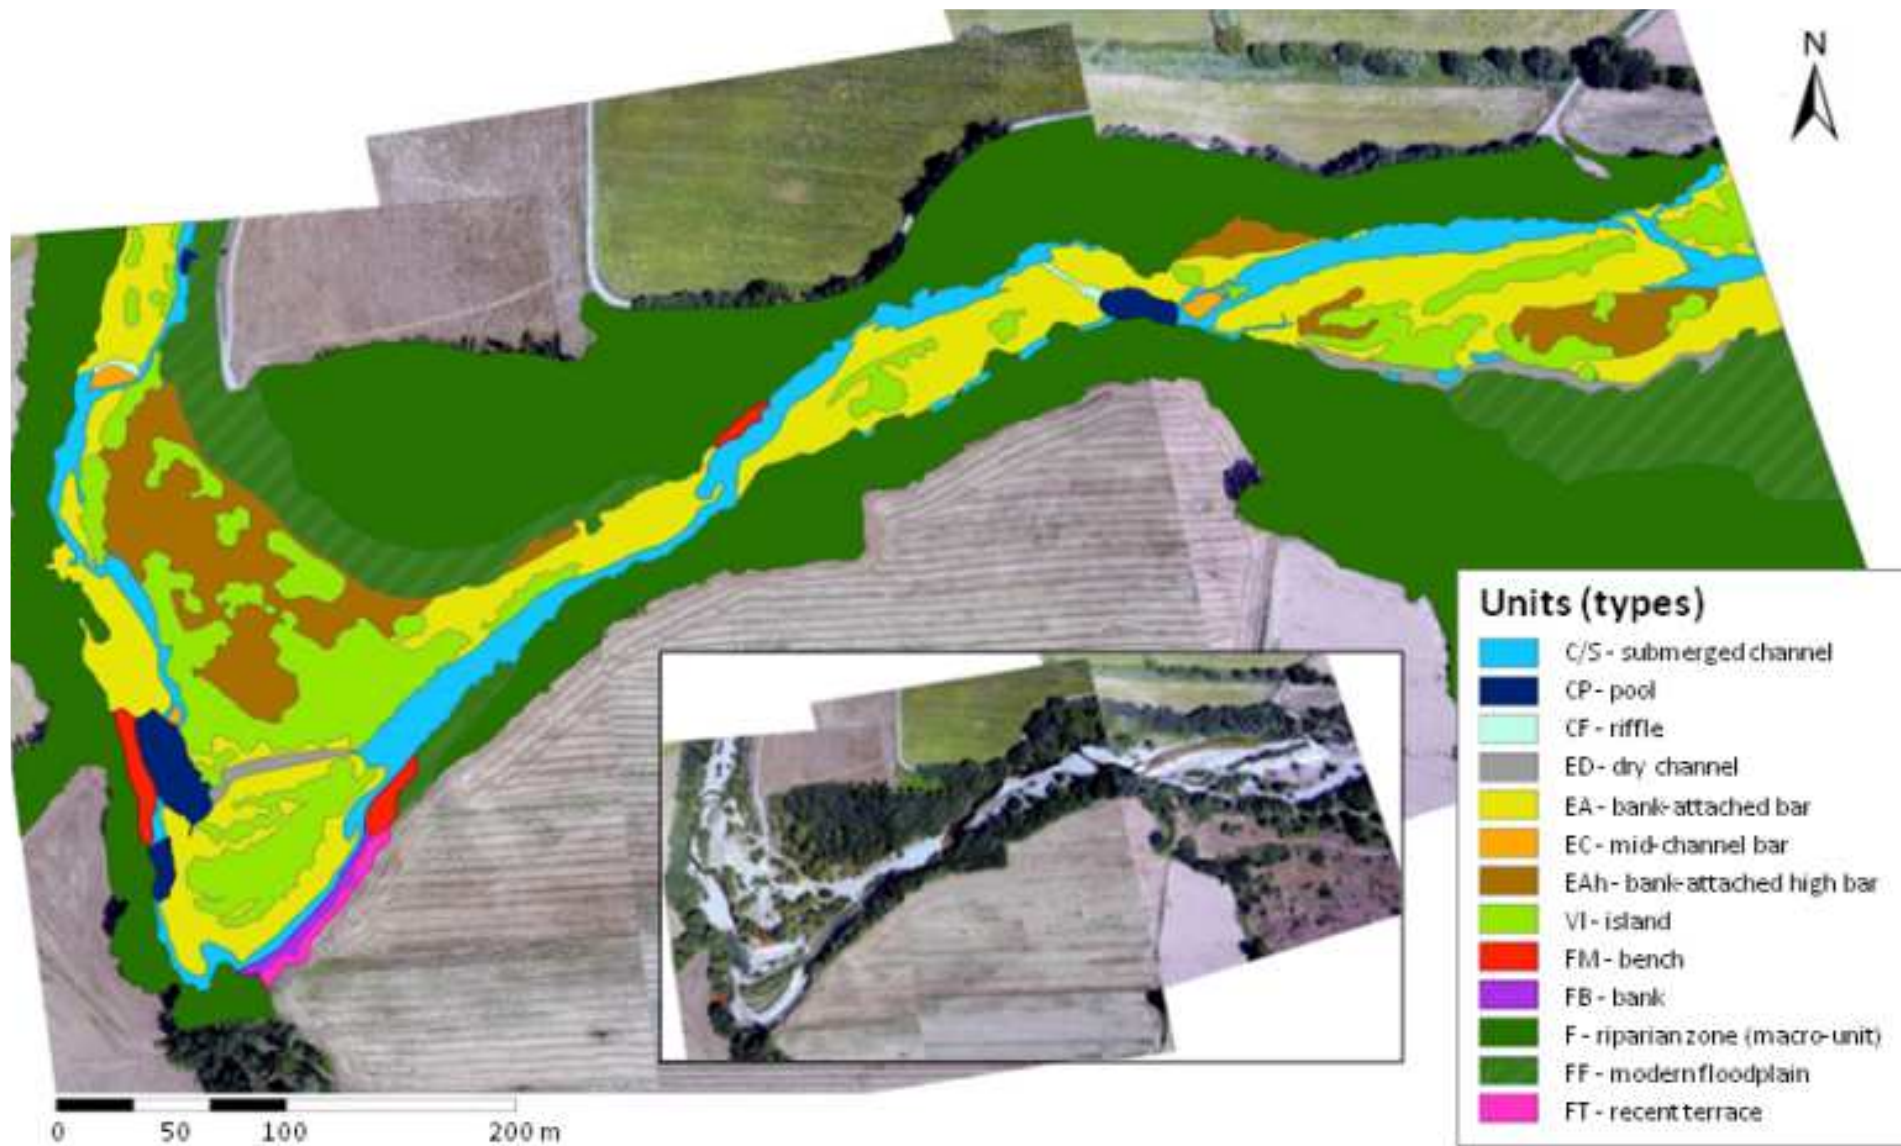 N
Units (types)
C/S - submerged channel
CP - pool
CF - riffle
ED - dry channel
EA - bank-attached bar
EC - mid-channel bar
EAh - bank-attached high bar
VI - island
FM - bench
FB - bank
F - riparian zone (macro-unit)
FF - modern floodplain
FT - recent terrace
0 50 100 200 m